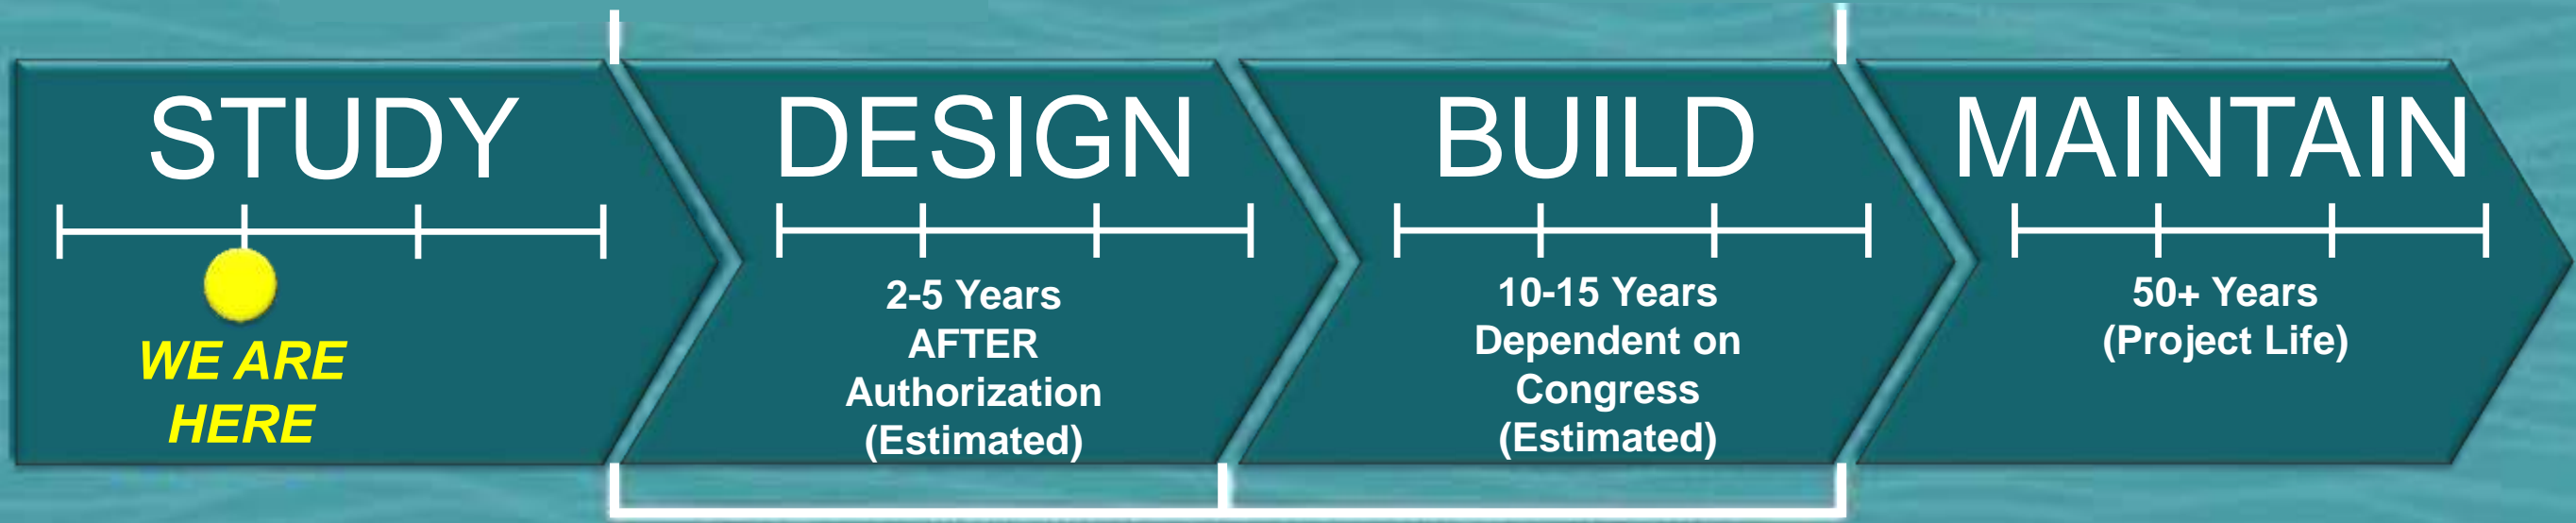 STUDY
WE ARE
HERE
DESIGN
2-5 Years
AFTER
Authorization
(Estimated)
BUILD
10-15 Years
Dependent on
Congress
(Estimated)
MAINTAIN
50+ Years
(Project Life)